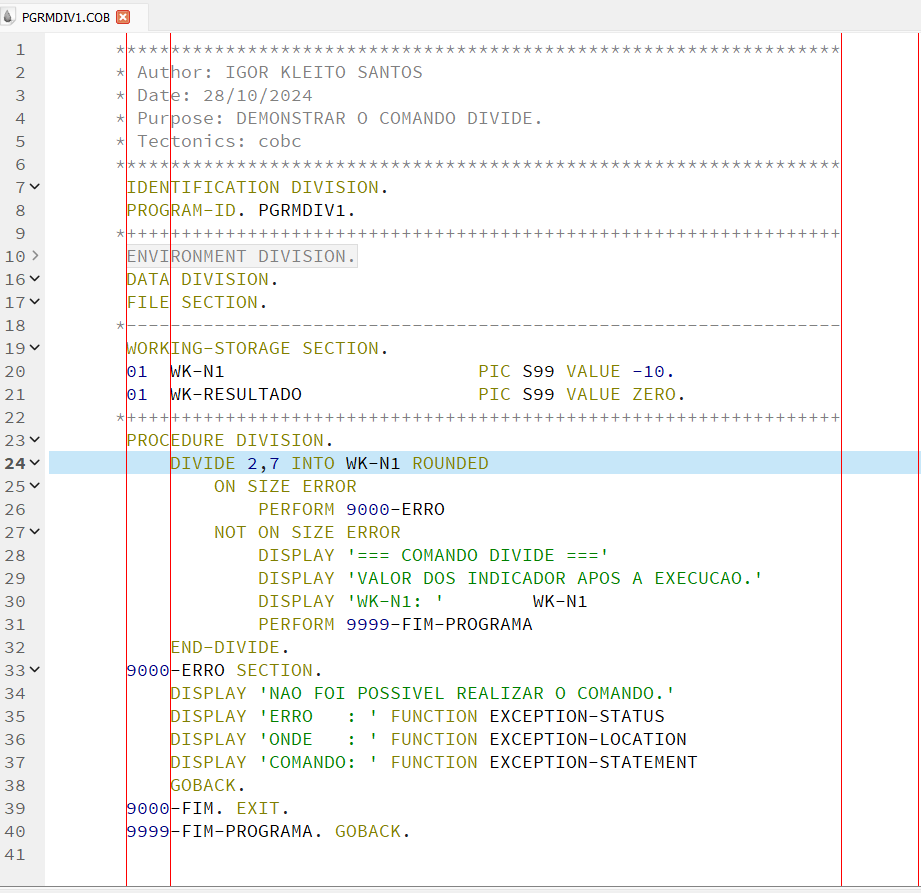 PGRMDIV1.COB
1 ******************************************************************
2 * Author: IGOR KLEITO SANTOS
3 * Date: 28/10/2024
4 * Purpose: DEMONSTRAR O COMANDO DIVIDE.
5 * Tectonics: cobc
6 ******************************************************************
7 IDENTIFICATION DIVISION.
8 PROGRAM-ID. PGRMDIV1.
9 *+++++++++++++++++++++++++++++++++++++++++++++++++++++++++++++++++
10 ENVIRONMENT DIVISION.
16 DATA DIVISION.
17 FILE SECTION.
18 *-----------------------------------------------------------------
19 WORKING-STORAGE SECTION.
20 01  WK-N1                       PIC S99 VALUE -10.
21 01  WK-RESULTADO                PIC S99 VALUE ZERO.
22 *+++++++++++++++++++++++++++++++++++++++++++++++++++++++++++++++++
23 PROCEDURE DIVISION.
24     DIVIDE 2,7 INTO WK-N1 ROUNDED
25         ON SIZE ERROR
26             PERFORM 9000-ERRO
27         NOT ON SIZE ERROR
28             DISPLAY '=== COMANDO DIVIDE ==='
29             DISPLAY 'VALOR DOS INDICADOR APOS A EXECUCAO.'
30             DISPLAY 'WK-N1: '        WK-N1
31             PERFORM 9999-FIM-PROGRAMA
32     END-DIVIDE.
33 9000-ERRO SECTION.
34     DISPLAY 'NAO FOI POSSIVEL REALIZAR O COMANDO.'
35     DISPLAY 'ERRO   : ' FUNCTION EXCEPTION-STATUS
36     DISPLAY 'ONDE   : ' FUNCTION EXCEPTION-LOCATION
37     DISPLAY 'COMANDO: ' FUNCTION EXCEPTION-STATEMENT
38     GOBACK.
39 9000-FIM. EXIT.
40 9999-FIM-PROGRAMA. GOBACK.
41